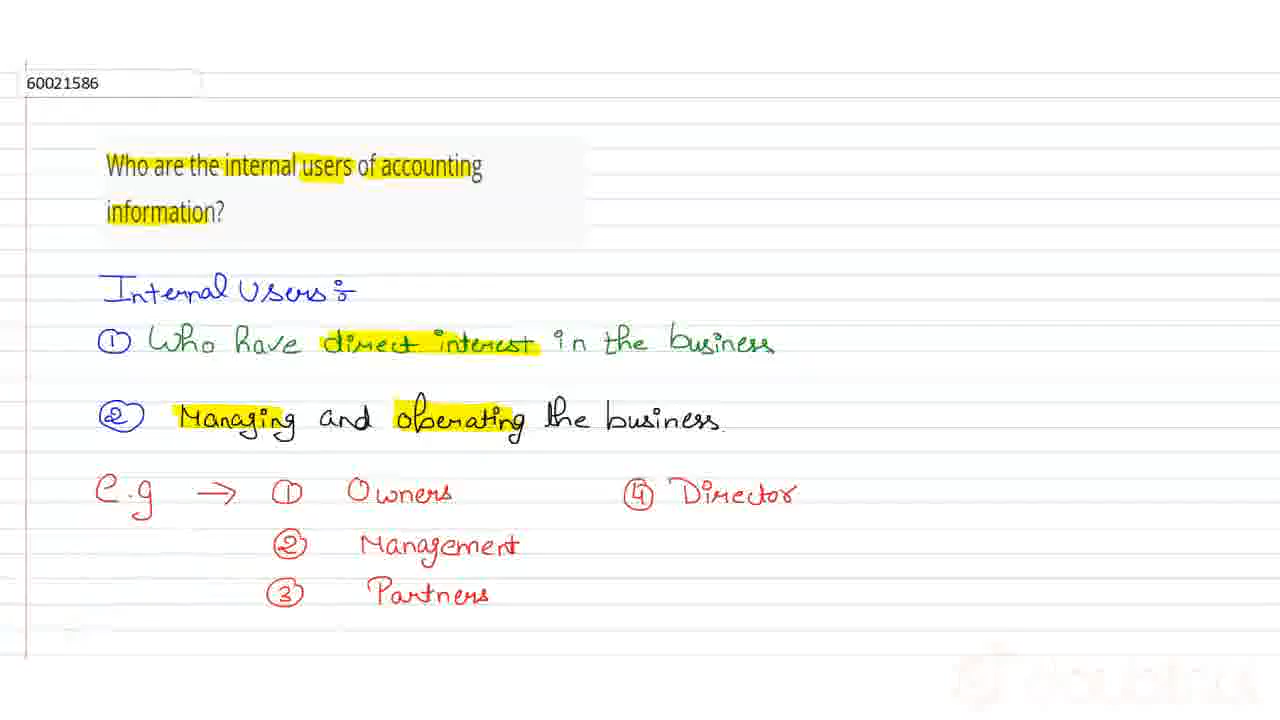 60021586
Who are the internal users of accounting
information?
Internal Users :-
① Who have direct interest in the business
② Managing and operating the business.
e.g → ① Owners ④ Director
② Management
③ Partners